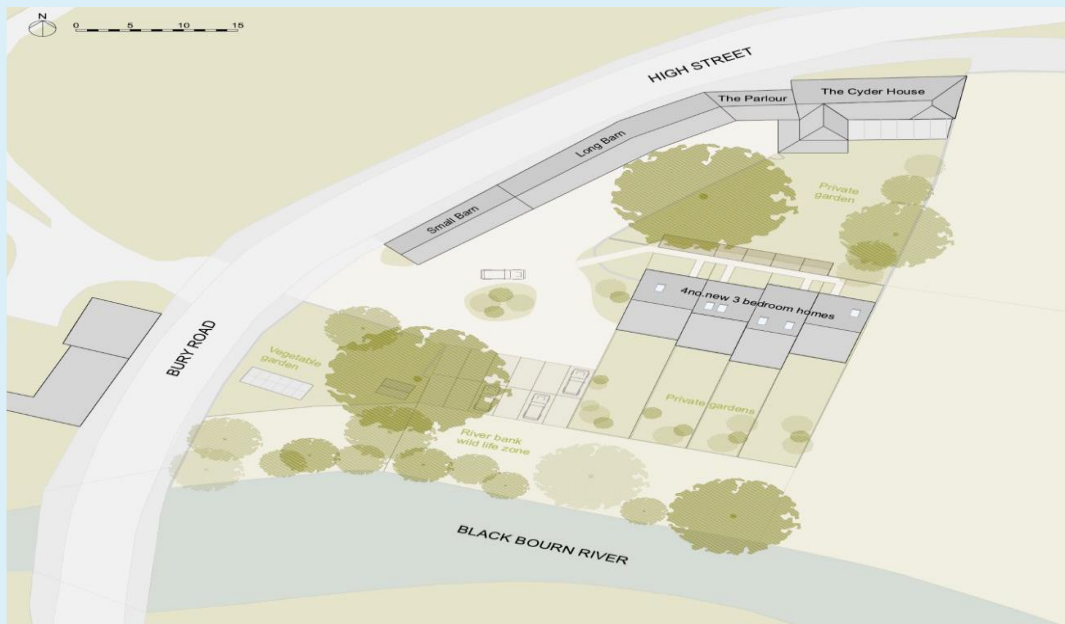 N
0 5 10 15
HIGH STREET
The Parlour
The Cyder House
Long Barn
Small Barn
Private
garden
4no.new 3 bedroom homes
BURY ROAD
Vegetable
garden
Private gardens
River bank
wild life zone
BLACK BOURN RIVER